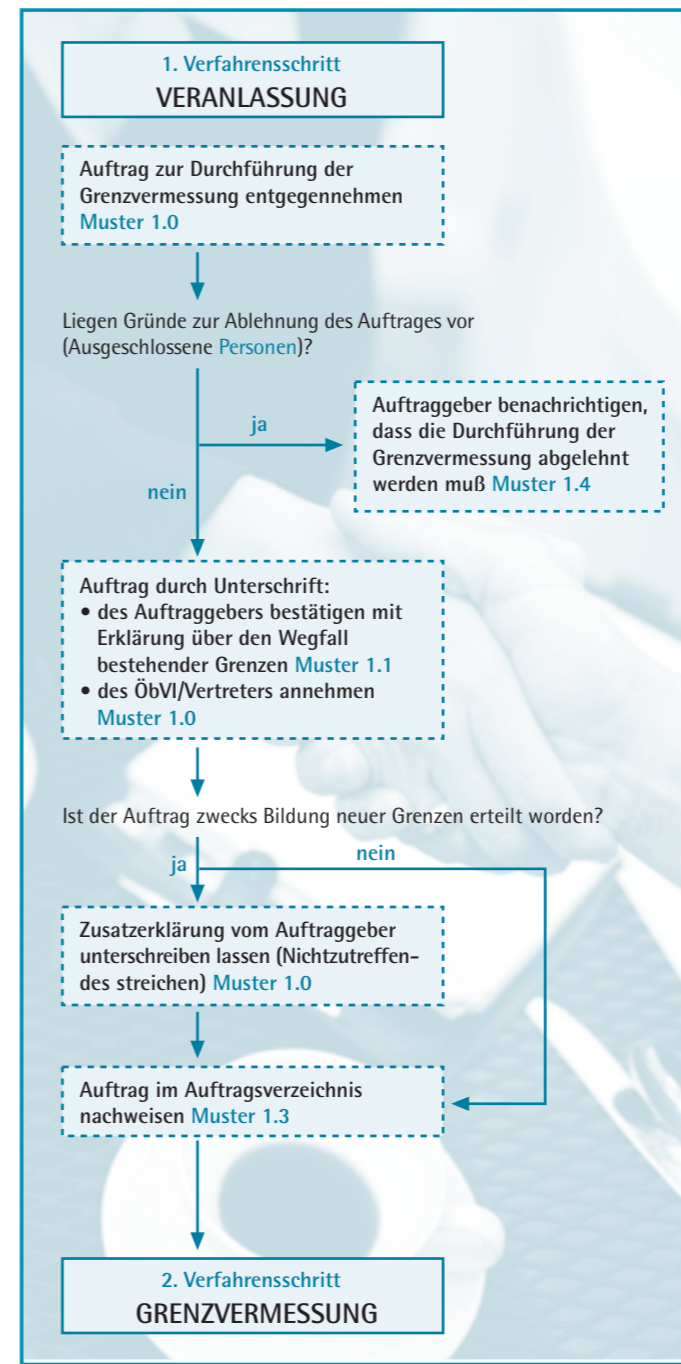 1. Verfahrensschritt
VERANLASSUNG
Auftrag zur Durchführung der
Grenzvermessung entgegennehmen
Muster 1.0
Liegen Gründe zur Ablehnung des Auftrages vor
(Ausgeschlossene Personen)?
ja
Auftraggeber benachrichtigen,
dass die Durchführung der
Grenzvermessung abgelehnt
werden muß Muster 1.4
nein
Auftrag durch Unterschrift:
• des Auftraggebers bestätigen mit
Erklärung über den Wegfall
bestehender Grenzen Muster 1.1
• des ÖbVI/Vertreters annehmen
Muster 1.0
Ist der Auftrag zwecks Bildung neuer Grenzen erteilt worden?
ja
nein
Zusatzerklärung vom Auftraggeber
unterschreiben lassen (Nichtzutreffen-
des streichen) Muster 1.0
Auftrag im Auftragsverzeichnis
nachweisen Muster 1.3
2. Verfahrensschritt
GRENZVERMESSUNG